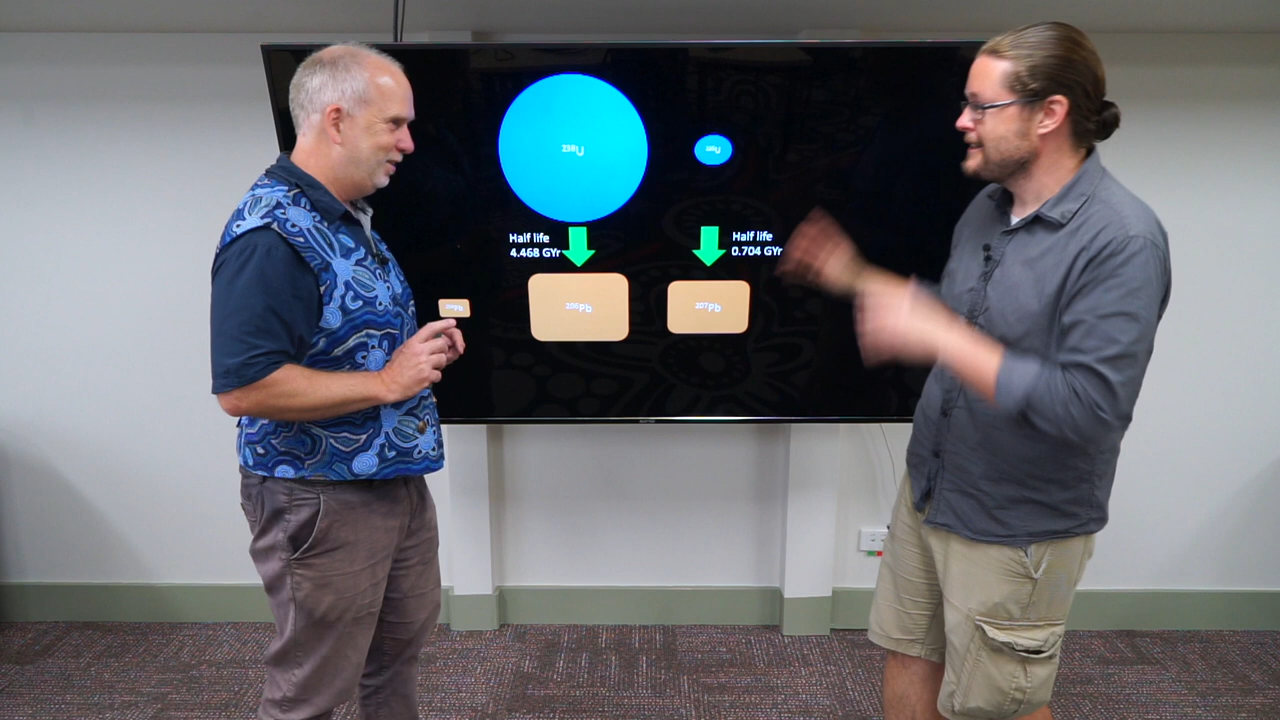 ²³⁸U
Half life
4.468 GYr
Half life
0.704 GYr
²⁰⁶Pb
²⁰⁷Pb